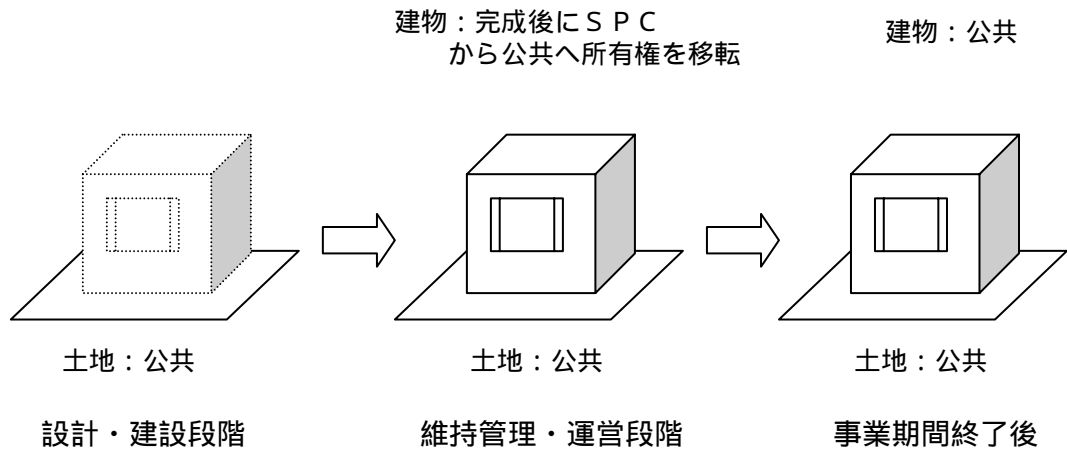 建物：完成後にＳＰＣ
から公共へ所有権を移転
建物：公共
土地：公共
土地：公共
土地：公共
設計・建設段階
維持管理・運営段階
事業期間終了後